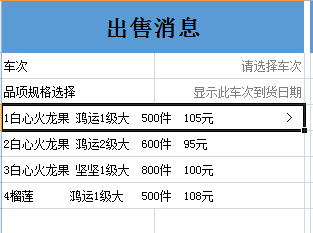 出售消息
车次 请选择车次
品项规格选择 显示此车次到货日期
1白心火龙果 鸿运1级大 500件 105元
2白心火龙果 鸿运2级大 600件 95元
3白心火龙果 坚坚1级大 800件 100元
4榴莲 鸿运1级大 500件 108元